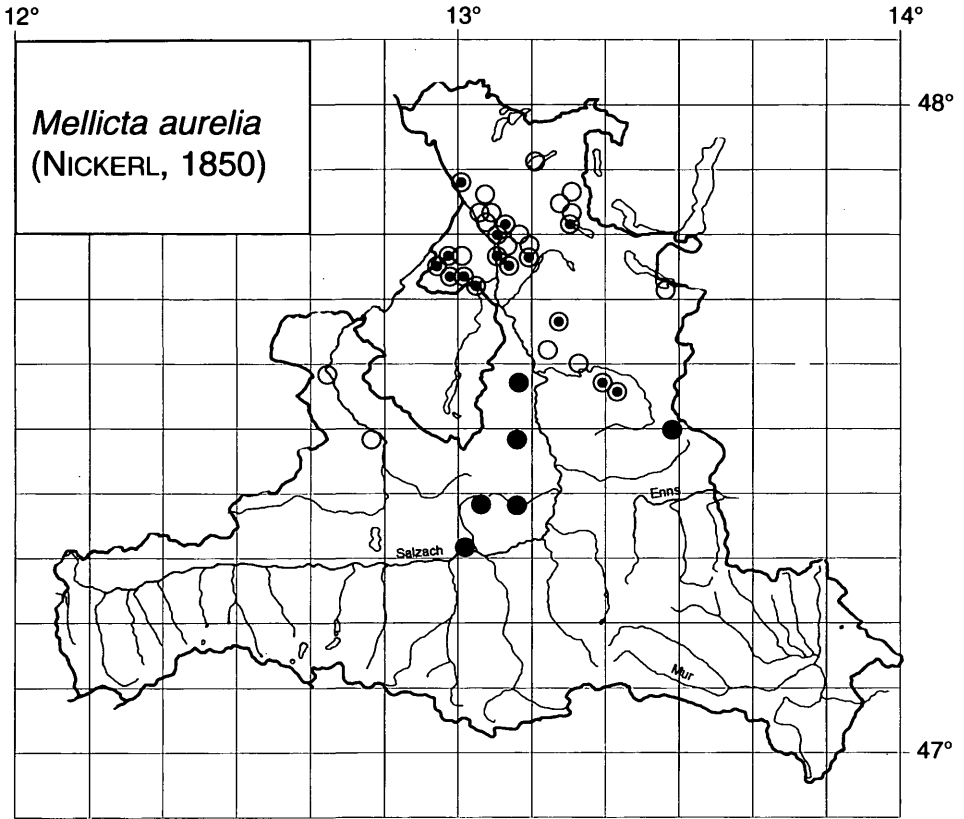 12° 13° 14°
Mellicta aurelia
(NICKERL, 1850)
48°
Enns
Salzach
Mur
47°